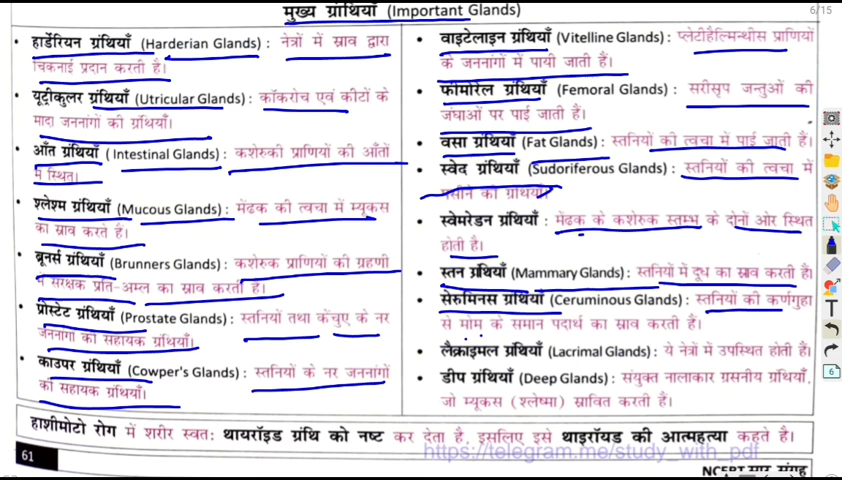 मुख्य ग्रंथियाँ (Important Glands)
6/15
• हार्डेरियन ग्रंथियाँ (Harderian Glands) : नेत्रों में स्राव द्वारा
चिकनाई प्रदान करती है।
• यूट्रीकुलर ग्रंथियाँ (Utricular Glands) : कॉकरोच एवं कीटों के
मादा जननांगों की ग्रंथियाँ।
• आँत ग्रंथियाँ ( Intestinal Glands) : कशेरुकी प्राणियों की आँतों
में स्थित।
• श्लेश्म ग्रंथियाँ (Mucous Glands) : मेंढक की त्वचा में म्यूकस
का स्राव करते हैं।
• ब्रूनर्स ग्रंथियाँ (Brunners Glands) : कशेरुक प्राणियों की ग्रहणी
में संरक्षक प्रति-अम्ल का स्राव करती है।
• प्रोस्टेट ग्रंथियाँ (Prostate Glands) : स्तनियों तथा केंचुए के नर
जननांगों की सहायक ग्रंथियाँ।
• काउपर ग्रंथियाँ (Cowper's Glands) : स्तनियों के नर जननांगों
की सहायक ग्रंथियाँ।
• वाइटेलाइन ग्रंथियाँ (Vitelline Glands) : प्लेटीहैल्मिन्थीस प्राणियों
के जननांगों में पायी जाती हैं।
• फीमोरेल ग्रंथियाँ (Femoral Glands) : सरीसृप जन्तुओं की
जंघाओं पर पाई जाती हैं।
• वसा ग्रंथियाँ (Fat Glands) : स्तनियों की त्वचा में पाई जाती हैं।
• स्वेद ग्रंथियाँ (Sudoriferous Glands) : स्तनियों की त्वचा में
पसीने की ग्रंथियाँ।
• स्वेमरेडन ग्रंथियाँ : मेंढक के कशेरुक स्तम्भ के दोनों ओर स्थित
होती है।
• स्तन ग्रंथियाँ (Mammary Glands) : स्तनियों में दूध का स्राव करती हैं।
• सेरुमिनस ग्रंथियाँ (Ceruminous Glands) : स्तनियों की कर्णगुहा
से मोम के समान पदार्थ का स्राव करती हैं।
• लैक्राइमल ग्रंथियाँ (Lacrimal Glands) : ये नेत्रों में उपस्थित होती हैं।
• डीप ग्रंथियाँ (Deep Glands) : संयुक्त नालाकार ग्रसनीय ग्रंथियाँ,
जो म्यूकस (श्लेष्मा) स्रावित करती हैं।
हाशीमोटो रोग में शरीर स्वतः थायरॉइड ग्रंथि को नष्ट कर देता है, इसलिए इसे थाइरॉयड की आत्महत्या कहते है।
https://telegram.me/study_with_pdf
61
NCERT सार संग्रह
T
6